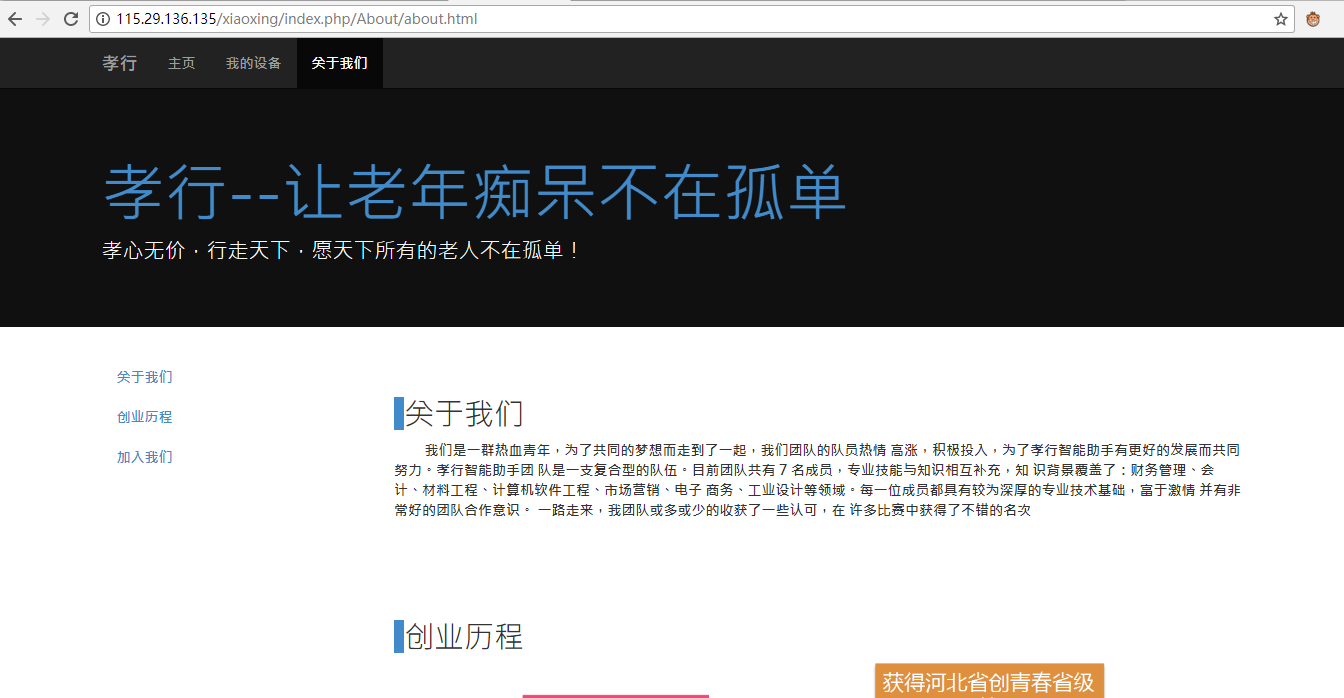 115.29.136.135/xiaoxing/index.php/About/about.html
孝行 主页 我的设备 关于我们
孝行--让老年痴呆不在孤单
孝心无价·行走天下·愿天下所有的老人不在孤单！
关于我们
创业历程
加入我们
关于我们
我们是一群热血青年，为了共同的梦想而走到了一起，我们团队的队员热情 高涨，积极投入，为了孝行智能助手有更好的发展而共同
努力。孝行智能助手团 队是一支复合型的队伍。目前团队共有 7 名成员，专业技能与知识相互补充，知 识背景覆盖了：财务管理、会
计、材料工程、计算机软件工程、市场营销、电子 商务、工业设计等领域。每一位成员都具有较为深厚的专业技术基础，富于激情 并有非
常好的团队合作意识。 一路走来，我团队或多或少的收获了一些认可，在 许多比赛中获得了不错的名次
创业历程
获得河北省创青春省级